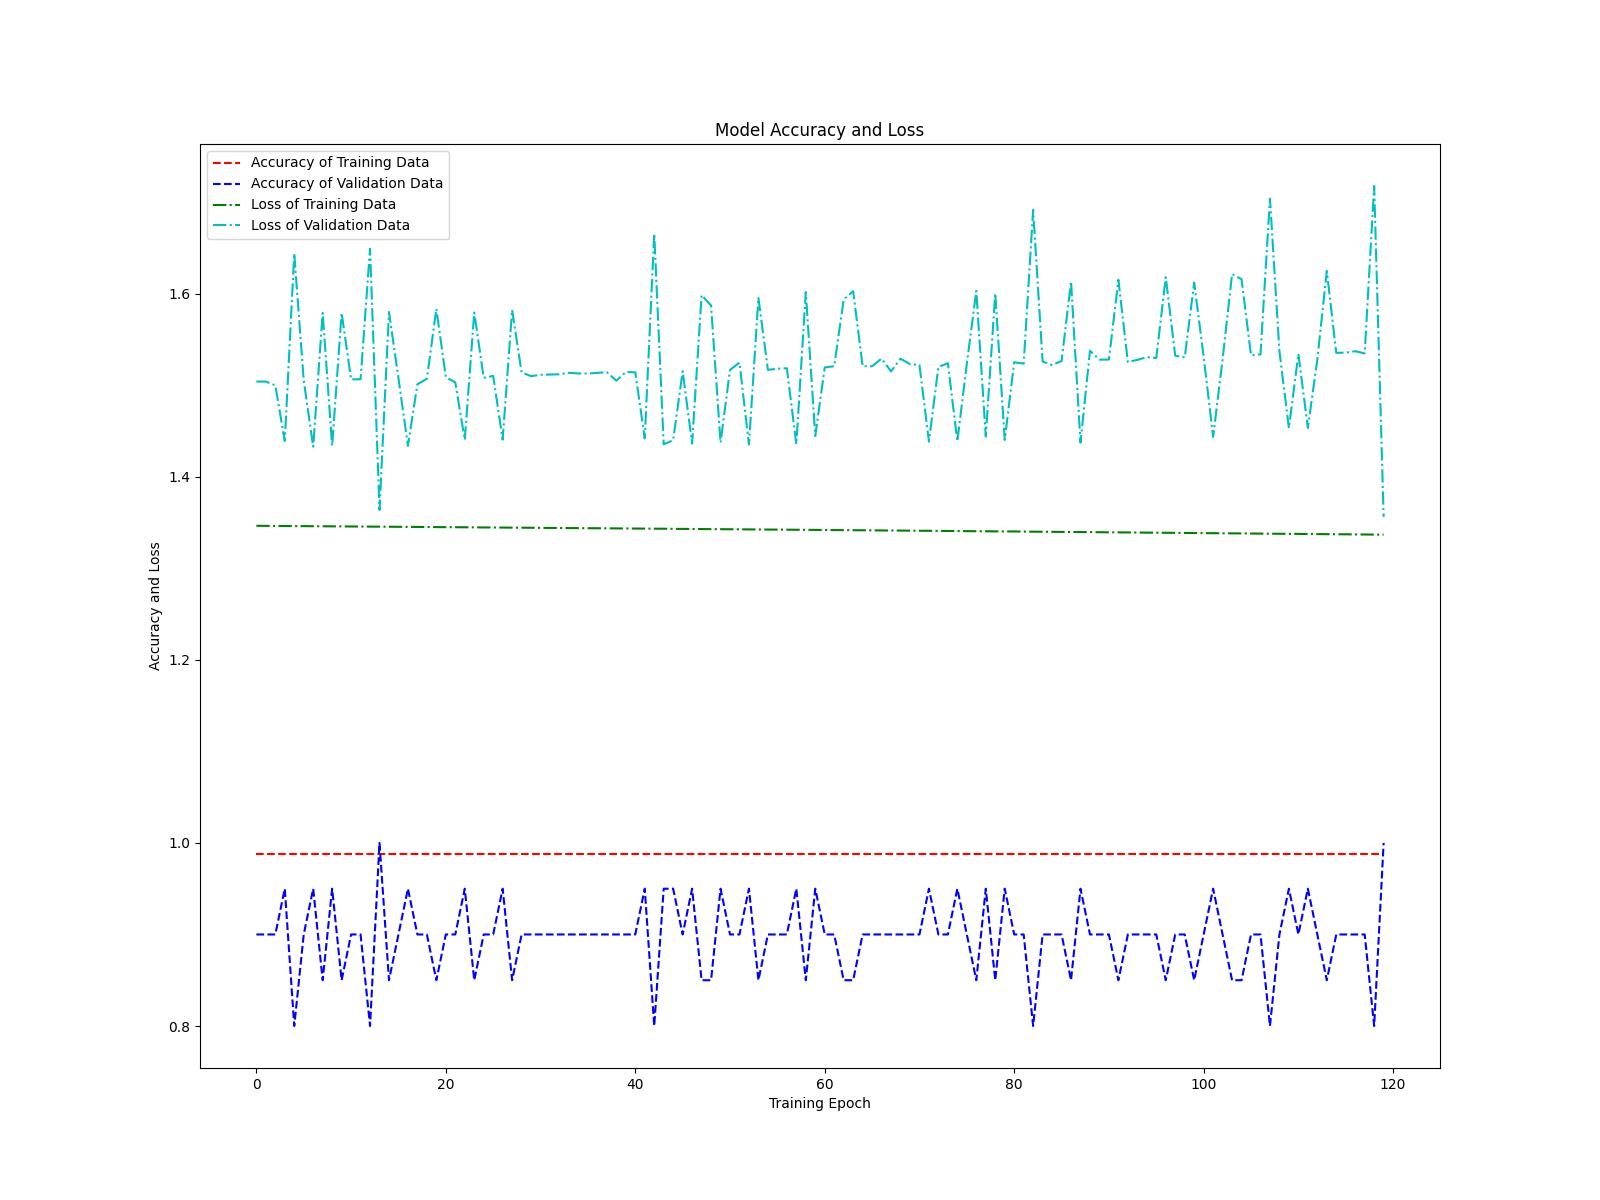 Model Accuracy and Loss
Accuracy of Training Data
Accuracy of Validation Data
Loss of Training Data
Loss of Validation Data
1.6
1.4
1.2
1.0
0.8
Accuracy and Loss
0 20 40 60 80 100 120
Training Epoch